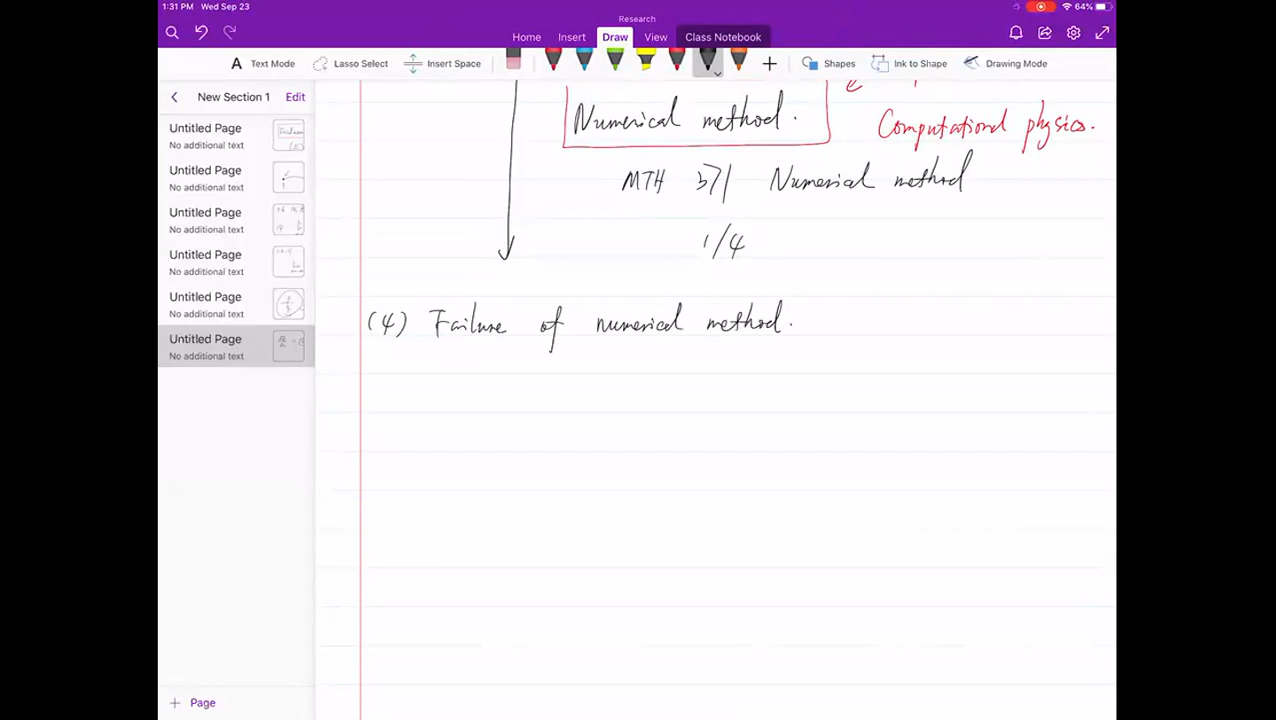 1:31 PM Wed Sep 23
64%
Research
Home Insert Draw View Class Notebook
Text Mode Lasso Select Insert Space Shapes Ink to Shape Drawing Mode
New Section 1 Edit
Untitled Page
No additional text
Untitled Page
No additional text
Untitled Page
No additional text
Untitled Page
No additional text
Untitled Page
No additional text
Untitled Page
No additional text
Page
Numerical method.
Computational physics.
MTH 571 Numerical method
1/4
(4) Failure of numerical method.